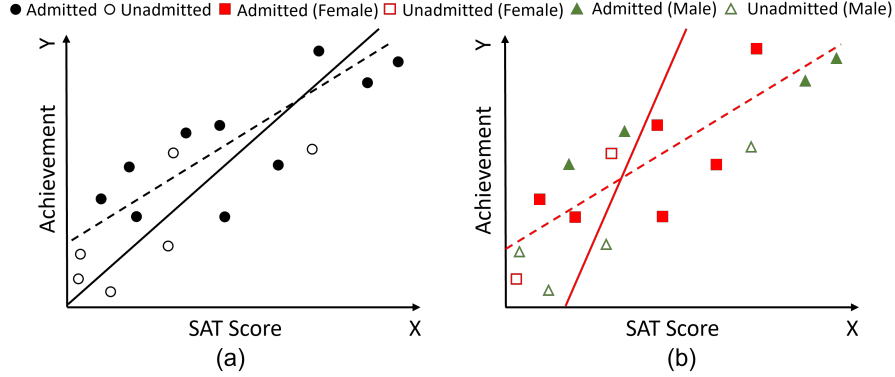 Admitted Unadmitted Admitted (Female) Unadmitted (Female) Admitted (Male) Unadmitted (Male)
Y
Achievement
SAT Score X
(a)
Y
Achievement
SAT Score X
(b)